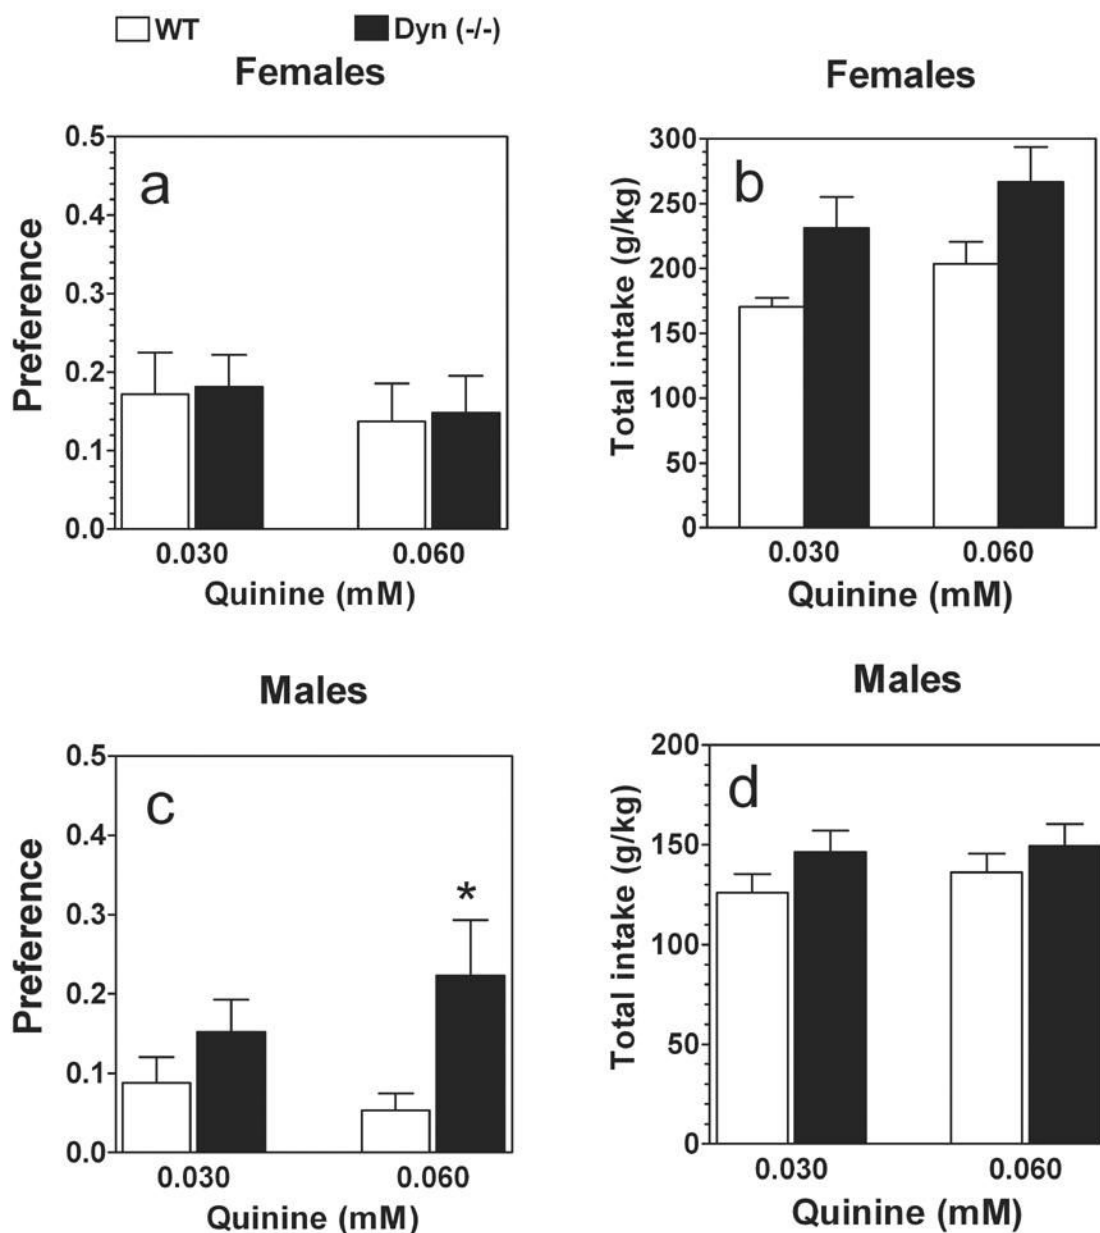 WT Dyn (-/-)
Females
0.5
0.4
0.3
0.2
0.1
0.0
Preference
a
0.030 0.060
Quinine (mM)
Females
300
250
200
150
100
50
0
Total intake (g/kg)
b
0.030 0.060
Quinine (mM)
Males
0.5
0.4
0.3
0.2
0.1
0.0
Preference
c
*
0.030 0.060
Quinine (mM)
Males
200
150
100
50
0
Total intake (g/kg)
d
0.030 0.060
Quinine (mM)